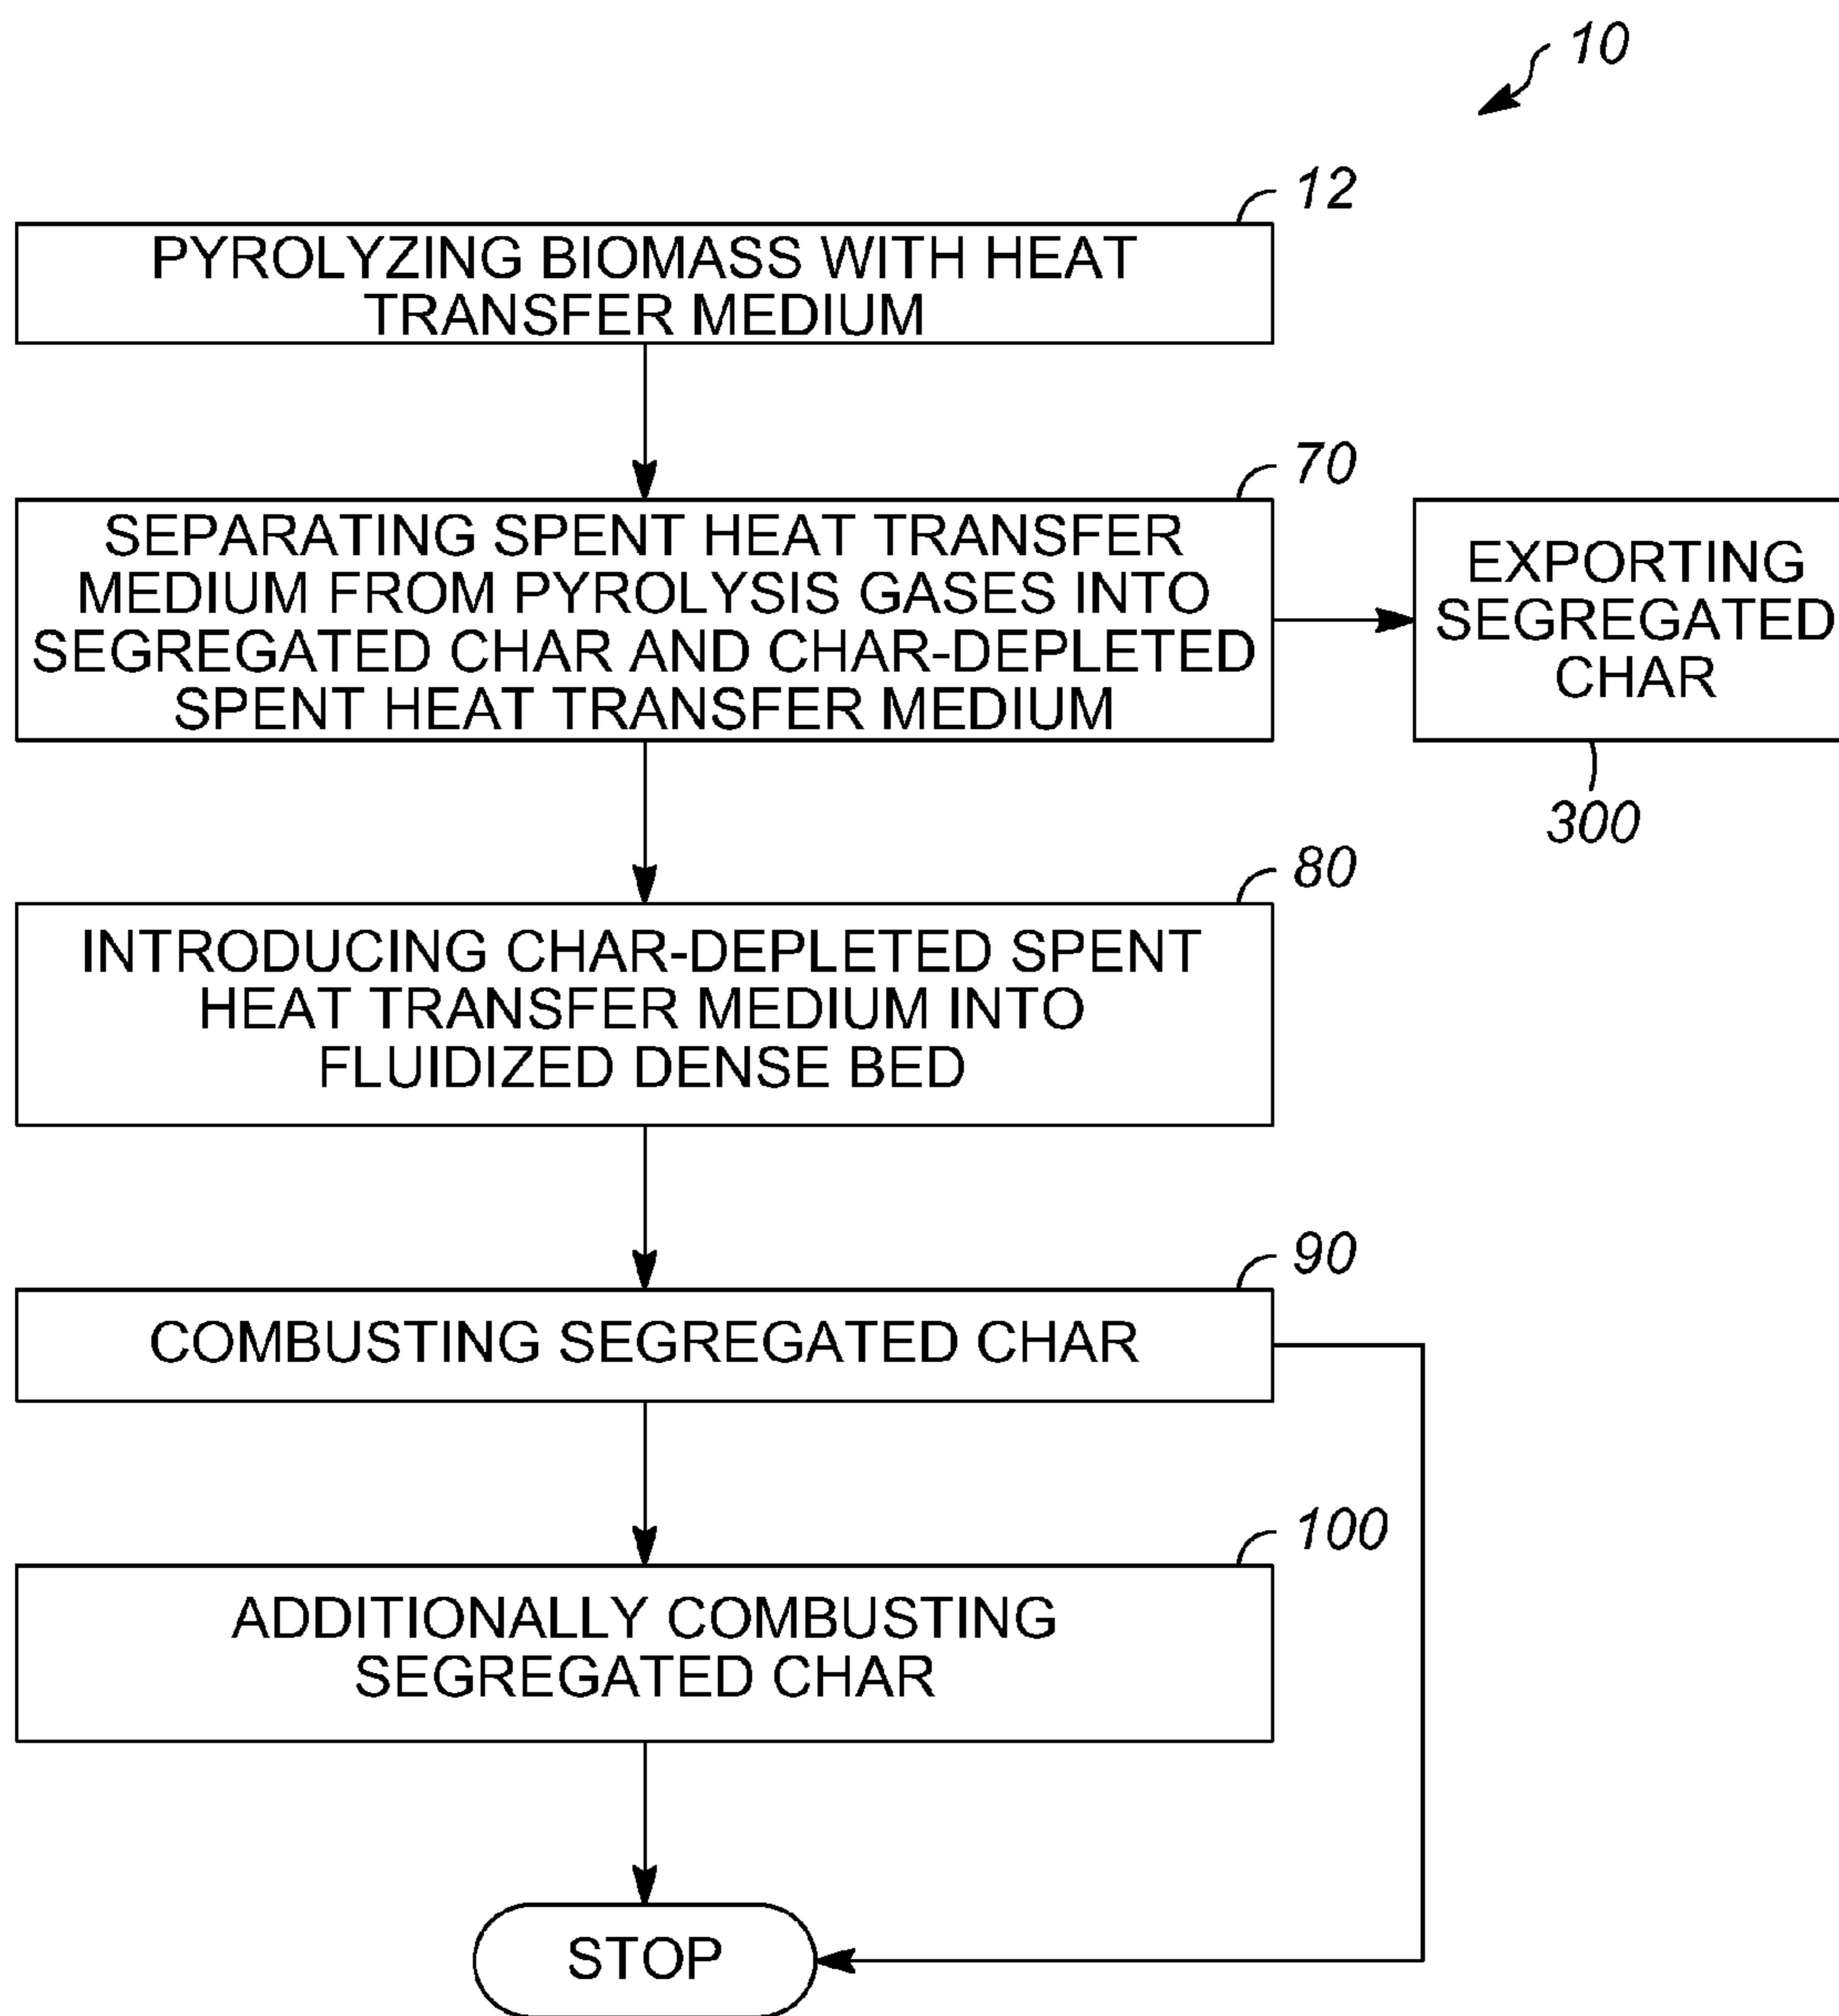 10
12
PYROLYZING BIOMASS WITH HEAT
TRANSFER MEDIUM
70
SEPARATING SPENT HEAT TRANSFER
MEDIUM FROM PYROLYSIS GASES INTO
SEGREGATED CHAR AND CHAR-DEPLETED
SPENT HEAT TRANSFER MEDIUM
EXPORTING
SEGREGATED
CHAR
300
80
INTRODUCING CHAR-DEPLETED SPENT
HEAT TRANSFER MEDIUM INTO
FLUIDIZED DENSE BED
90
COMBUSTING SEGREGATED CHAR
100
ADDITIONALLY COMBUSTING
SEGREGATED CHAR
STOP